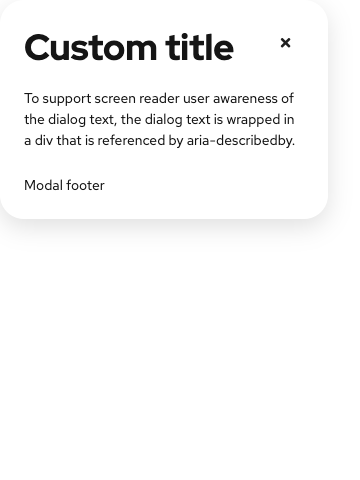 Custom title
To support screen reader user awareness of
the dialog text, the dialog text is wrapped in
a div that is referenced by aria-describedby.
Modal footer